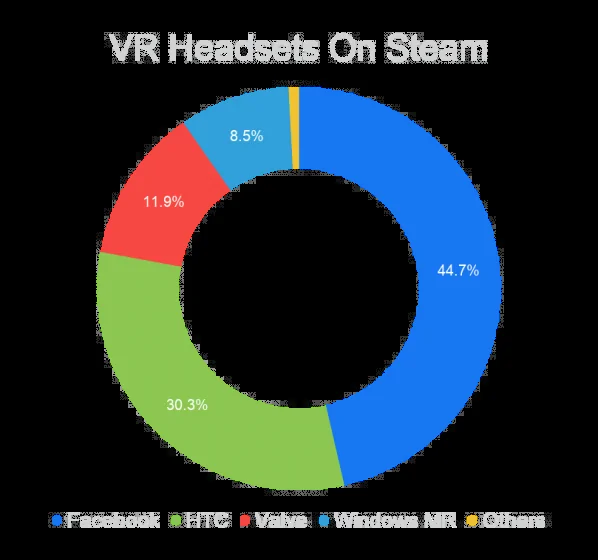 VR Headsets On Steam
8.5%
11.9%
44.7%
30.3%
Facebook HTC Valve Windows MR Others